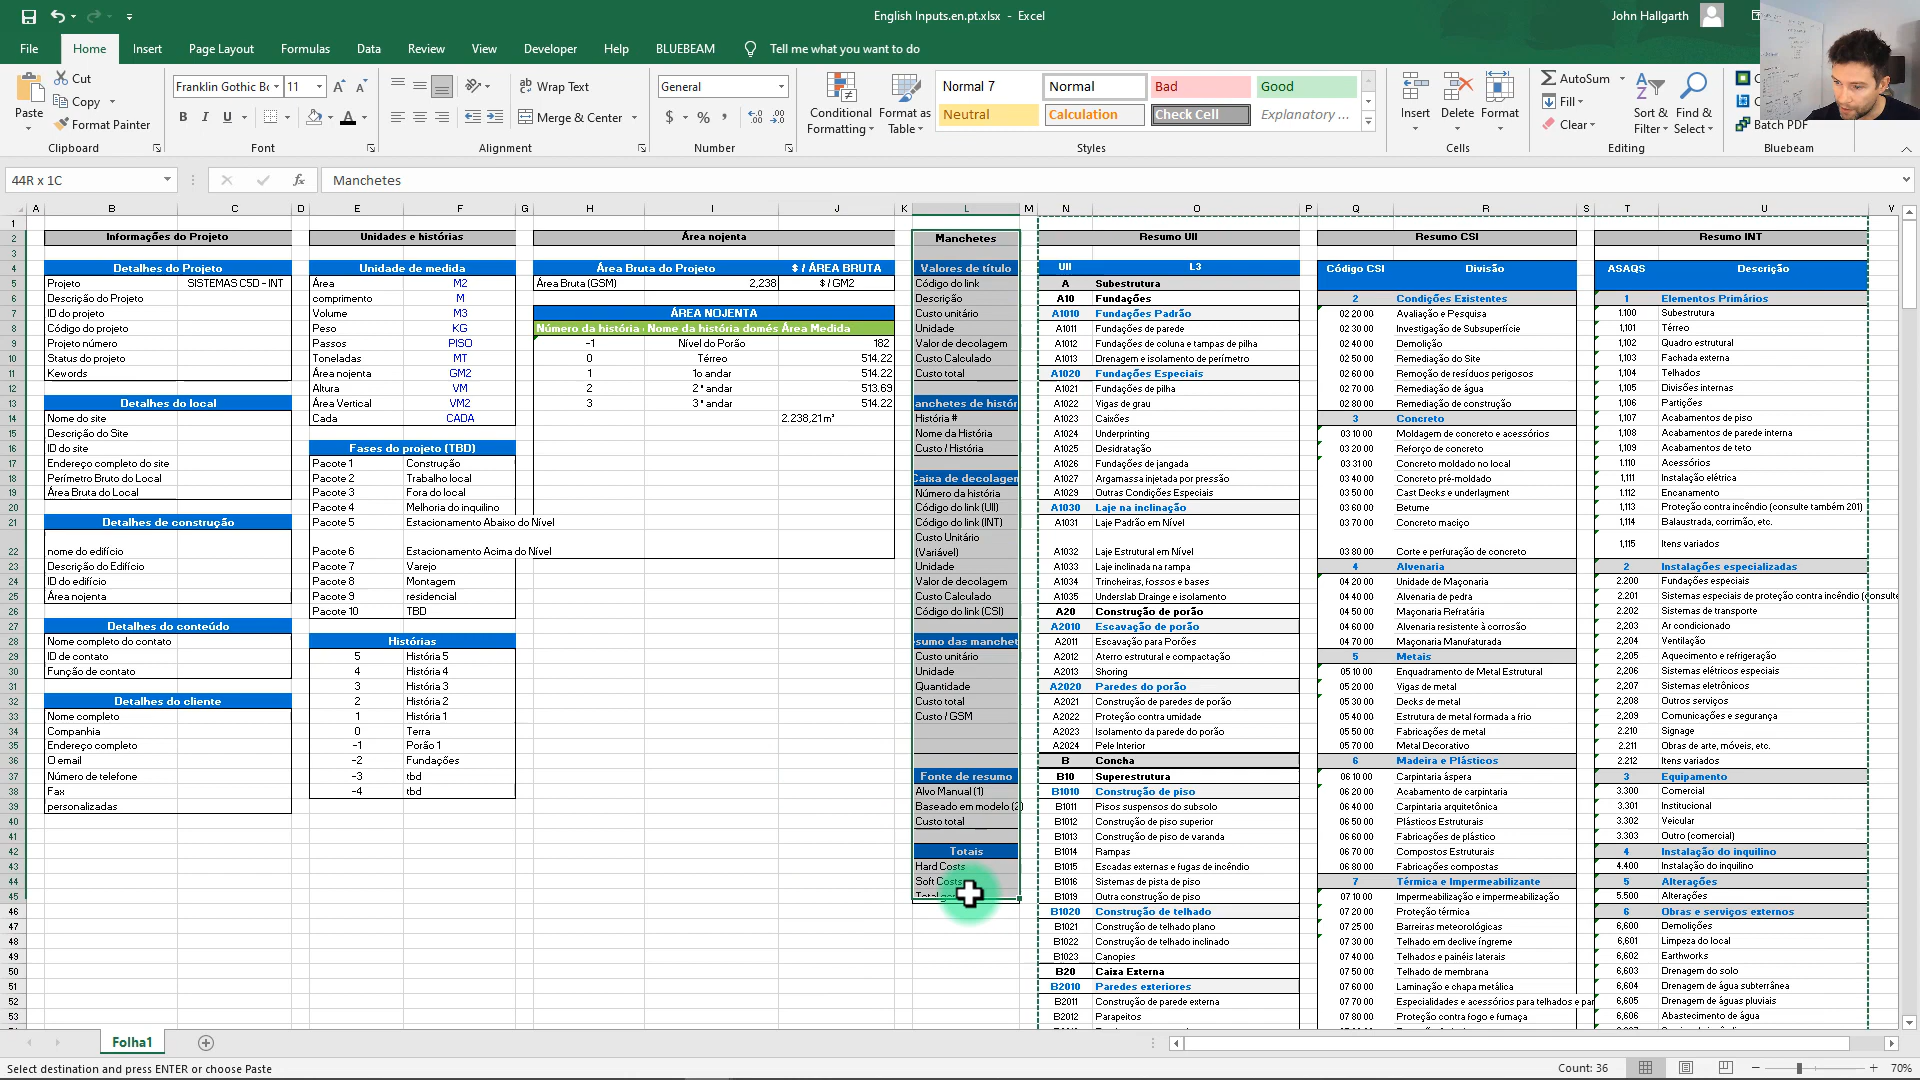 English Inputs.en.pt.xlsx - Excel
John Hallgarth
File Home Insert Page Layout Formulas Data Review View Developer Help BLUEBEAM Tell me what you want to do
Paste Cut Copy Format Painter Clipboard
Franklin Gothic Bc 11 B I U A Font
Wrap Text Merge & Center Alignment
General $ % Number
Conditional Formatting Format as Table
Normal 7 Normal Bad Good
Neutral Calculation Check Cell Explanatory ...
Styles
Insert Delete Format Cells
AutoSum Fill Clear Sort & Filter Find & Select Editing
Batch PDF Bluebeam
44R x 1C fx Manchetes
A B C D E F G H I J K L M N O P Q R S T U V
Informações do Projeto
Detalhes do Projeto
Projeto SISTEMAS C5D - INT
Descrição do Projeto
ID do projeto
Código do projeto
Projeto número
Status do projeto
Kewords
Detalhes do local
Nome do site
Descrição do Site
ID do site
Endereço completo do site
Perímetro Bruto do Local
Área Bruta do Local
Detalhes de construção
nome do edifício
Descrição do Edifício
ID do edifício
Área nojenta
Detalhes do conteúdo
Nome completo do contato
ID de contato
Função de contato
Detalhes do cliente
Nome completo
Companhia
Endereço completo
O email
Número de telefone
Fax
personalizadas
Unidades e histórias
Unidade de medida
Área M2
comprimento M
Volume M3
Peso KG
Passos PISO
Toneladas MT
Área nojenta GM2
Altura VM
Área Vertical VM2
Cada CADA
Fases do projeto (TBD)
Pacote 1 Construção
Pacote 2 Trabalho local
Pacote 3 Fora do local
Pacote 4 Melhoria do inquilino
Pacote 5 Estacionamento Abaixo do Nível
Pacote 6 Estacionamento Acima do Nível
Pacote 7 Varejo
Pacote 8 Montagem
Pacote 9 residencial
Pacote 10 TBD
Histórias
5 História 5
4 História 4
3 História 3
2 História 2
1 História 1
0 Terra
-1 Porão 1
-2 Fundações
-3 tbd
-4 tbd
Área nojenta
Área Bruta do Projeto $ / ÁREA BRUTA
Área Bruta (GSM) 2,238 $ / GM2
ÁREA NOJENTA
Número da história Nome da história domés Área Medida
-1 Nível do Porão 182
0 Térreo 514.22
1 1o andar 514.22
2 2 ª andar 513.69
3 3 ª andar 514.22
2.238,21m²
Manchetes
Valores de título
Código do link
Descrição
Custo unitário
Unidade
Valor de decolagem
Custo Calculado
Custo total
anchetes de histór
História #
Nome da História
Custo / História
Caixa de decolagem
Número da história
Código do link (UII)
Código do link (INT)
Custo Unitário
(Variável)
Unidade
Valor de decolagem
Custo Calculado
Código do link (CSI)
sumo das manchet
Custo unitário
Unidade
Quantidade
Custo total
Custo / GSM
Fonte de resumo
Alvo Manual (1)
Baseado em modelo (2)
Custo total
Totais
Hard Costs
Soft Costs
Resumo UII
UII L3
A Subestrutura
A10 Fundações
A1010 Fundações Padrão
A1011 Fundações de parede
A1012 Fundações de coluna e tampas de pilha
A1013 Drenagem e isolamento de perímetro
A1020 Fundações Especiais
A1021 Fundações de pilha
A1022 Vigas de grau
A1023 Caixões
A1024 Underprinting
A1025 Desidratação
A1026 Fundações de jangada
A1027 Argamassa injetada por pressão
A1029 Outras Condições Especiais
A1030 Laje na inclinação
A1031 Laje Padrão em Nível
A1032 Laje Estrutural em Nível
A1033 Laje inclinada na rampa
A1034 Trincheiras, fossos e bases
A1035 Underslab Drainge e isolamento
A20 Construção de porão
A2010 Escavação de porão
A2011 Escavação para Porões
A2012 Aterro estrutural e compactação
A2013 Shoring
A2020 Paredes do porão
A2021 Construção de paredes de porão
A2022 Proteção contra umidade
A2023 Isolamento da parede do porão
A2024 Pele Interior
B Concha
B10 Superestrutura
B1010 Construção de piso
B1011 Pisos suspensos do subsolo
B1012 Construção de piso superior
B1013 Construção de piso de varanda
B1014 Rampas
B1015 Escadas externas e fugas de incêndio
B1016 Sistemas de pista de piso
B1019 Outra construção de piso
B1020 Construção de telhado
B1021 Construção de telhado plano
B1022 Construção de telhado inclinado
B1023 Canopies
B20 Caixa Externa
B2010 Paredes exteriores
B2011 Construção de parede externa
B2012 Parapeitos
Resumo CSI
Código CSI Divisão
2 Condições Existentes
02 20 00 Avaliação e Pesquisa
02 30 00 Investigação de Subsuperfície
02 40 00 Demolição
02 50 00 Remediação do Site
02 60 00 Remoção de resíduos perigosos
02 70 00 Remediação de água
02 80 00 Remediação de construção
3 Concreto
03 10 00 Moldagem de concreto e acessórios
03 20 00 Reforço de concreto
03 31 00 Concreto moldado no local
03 40 00 Concreto pré-moldado
03 50 00 Cast Decks e underlayment
03 60 00 Betume
03 70 00 Concreto maciço
03 80 00 Corte e perfuração de concreto
4 Alvenaria
04 20 00 Unidade de Maçonaria
04 40 00 Alvenaria de pedra
04 50 00 Maçonaria Refratária
04 60 00 Alvenaria resistente à corrosão
04 70 00 Maçonaria Manufaturada
5 Metais
05 10 00 Enquadramento de Metal Estrutural
05 20 00 Vigas de metal
05 30 00 Decks de metal
05 40 00 Estrutura de metal formada a frio
05 50 00 Fabricações de metal
05 70 00 Metal Decorativo
6 Madeira e Plásticos
06 10 00 Carpintaria áspera
06 20 00 Acabamento de carpintaria
06 40 00 Carpintaria arquitetônica
06 50 00 Plásticos Estruturais
06 60 00 Fabricações de plástico
06 70 00 Compostos Estruturais
06 80 00 Fabricações compostas
7 Térmica e Impermeabilizante
07 10 00 Impermeabilização e impermeabilização
07 20 00 Proteção térmica
07 25 00 Barreiras meteorológicas
07 30 00 Telhado em declive íngreme
07 40 00 Telhados e painéis laterais
07 50 00 Telhado de membrana
07 60 00 Laminação e chapa metálica
07 70 00 Especialidades e acessórios para telhados e par
07 80 00 Proteção contra fogo e fumaça
07 90 00 Proteção articular
Resumo INT
ASAQS Descrição
1 Elementos Primários
1.100 Subestrutura
1,101 Térreo
1,102 Quadro estrutural
1,103 Fachada externa
1,104 Telhados
1,105 Divisões internas
1,106 Partições
1,107 Acabamentos de piso
1,108 Acabamentos de parede interna
1,109 Acabamentos de teto
1.110 Acessórios
1,111 Instalação elétrica
1.112 Encanamento
1,113 Proteção contra incêndio (consulte também 201)
1,114 Balaustrada, corrimão, etc.
1,115 Itens variados
2 Instalações especializadas
2.200 Fundações especiais
2.201 Sistemas especiais de proteção contra incêndio (consulte
2.202 Sistemas de transporte
2,203 Ar condicionado
2,204 Ventilação
2,205 Aquecimento e refrigeração
2,206 Sistemas elétricos especiais
2,207 Sistemas eletrônicos
2,208 Outros serviços
2,209 Comunicações e segurança
2.210 Signage
2.211 Obras de arte, móveis, etc.
2.212 Itens variados
3 Equipamento
3.300 Comercial
3.301 Institucional
3.302 Veicular
3.303 Outro (comercial)
4 Instalação do inquilino
4.400 Instalação do inquilino
5 Alterações
5.500 Alterações
6 Obras e serviços externos
6,600 Demolições
6,601 Limpeza do local
6,602 Earthworks
6,603 Drenagem do solo
6,604 Drenagem de água subterrânea
6,605 Drenagem de águas pluviais
6,606 Abastecimento de água
Folha1
Select destination and press ENTER or choose Paste Count: 36 70%